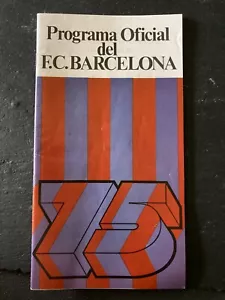 Programa Oficial
del
F.C. BARCELONA
75